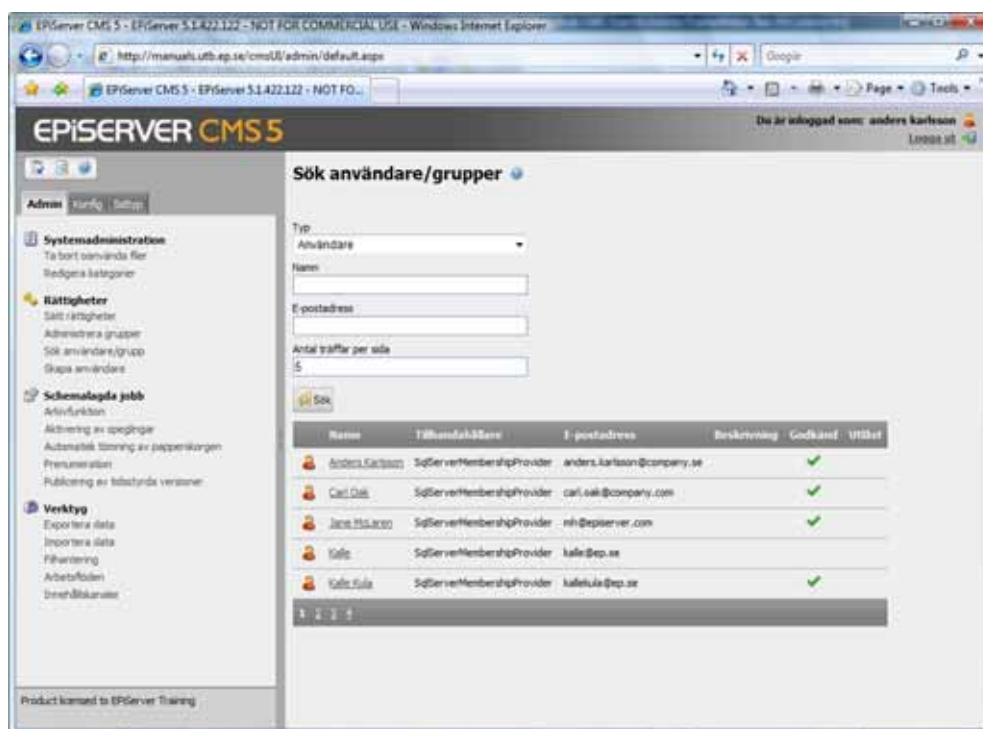 EPiServer CMS 5 - EPiServer 5.1.422.122 - NOT FOR COMMERCIAL USE - Windows Internet Explorer
http://manuals.utb.ep.se/cmsUI/admin/default.aspx
Google
EPiServer CMS 5 - EPiServer 5.1.422.122 - NOT FO...
Page
Tools
EPiSERVER CMS 5
Du är inloggad som: anders karlsson
Logga ut
Admin Konfig
Sök användare/grupper
Systemadministration
Ta bort oanvända filer
Redigera kategorier
Rättigheter
Sätt rättigheter
Administrera grupper
Sök användare/grupp
Skapa användare
Schemalagda jobb
Arkivfunktion
Aktivering av speglingar
Automatisk tömning av papperskorgen
Prenumeration
Publicering av tidsstyrda versioner
Verktyg
Exportera data
Importera data
Filhantering
Arbetsflöden
Innehållskanaler
Product licensed to EPiServer Training
Typ
Användare
Namn
E-postadress
Antal träffar per sida
5
Sök
Namn Tillhandahållare E-postadress Beskrivning Godkänd Utlåst
Anders Karlsson SqlServerMembershipProvider anders.karlsson@company.se
Carl Oak SqlServerMembershipProvider carl.oak@company.com
Jane McLaren SqlServerMembershipProvider mh@episerver.com
Kalle SqlServerMembershipProvider kalle@ep.se
Kalle Kula SqlServerMembershipProvider kallekula@ep.se
1 2 3 4